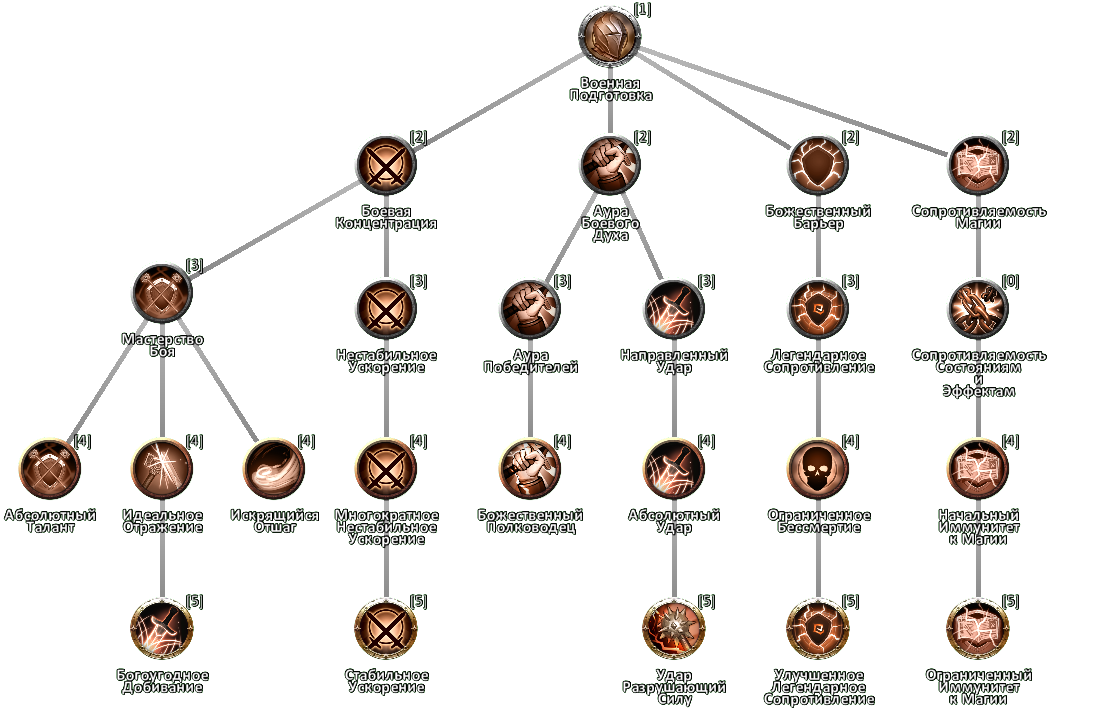 [1]
Военная
Подготовка
[2]
Боевая
Концентрация
[2]
Аура
Боевого
Духа
[2]
Божественный
Барьер
[2]
Сопротивляемость
Магии
[3]
Мастерство
Боя
[3]
Нестабильное
Ускорение
[3]
Аура
Победителей
[3]
Направленный
Удар
[3]
Легендарное
Сопротивление
[0]
Сопротивляемость
Состояниям
и
Эффектам
[4]
Абсолютный
Талант
[4]
Идеальное
Отражение
[4]
Искрящийся
Отшаг
[4]
Многократное
Нестабильное
Ускорение
[4]
Божественный
Полководец
[4]
Абсолютный
Удар
[4]
Ограниченное
Бессмертие
[4]
Начальный
Иммунитет
к Магии
[5]
Богоугодное
Добивание
[5]
Стабильное
Ускорение
[5]
Удар
Разрушающий
Силу
[5]
Улучшенное
Легендарное
Сопротивление
[5]
Ограниченный
Иммунитет
к Магии